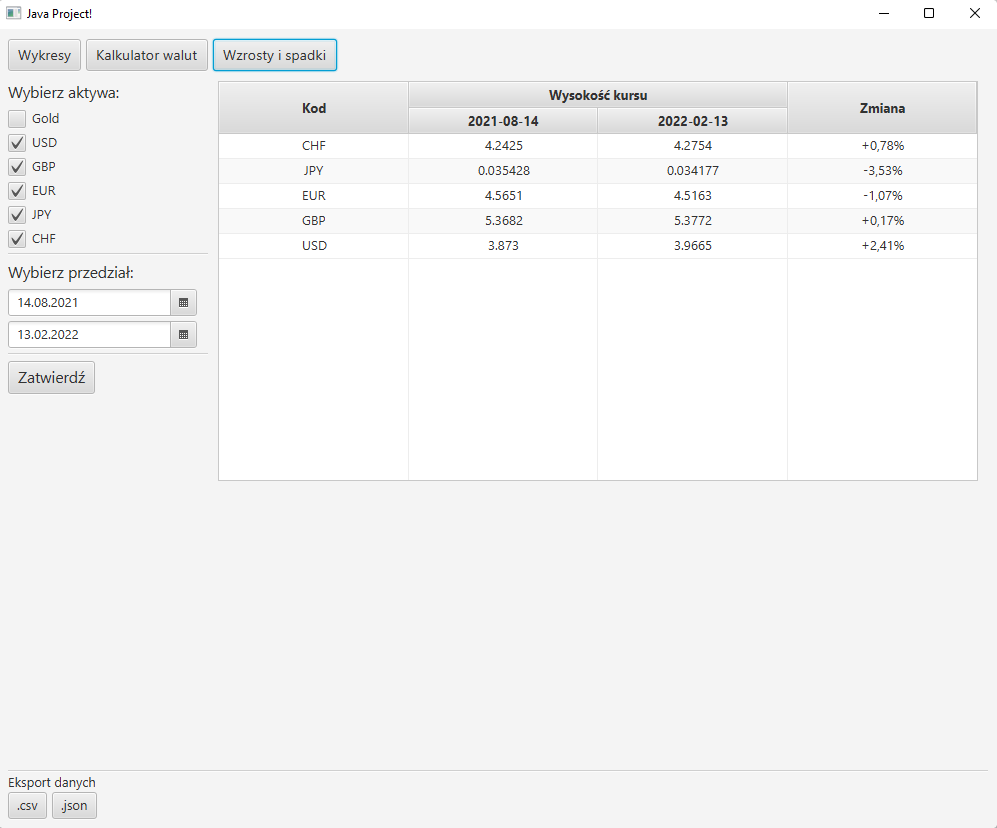 Java Project!
Wykresy Kalkulator walut Wzrosty i spadki
Wybierz aktywa:
Gold
USD
GBP
EUR
JPY
CHF
Wybierz przedział:
14.08.2021
13.02.2022
Zatwierdź
Kod Wysokość kursu Zmiana
2021-08-14 2022-02-13
CHF 4.2425 4.2754 +0,78%
JPY 0.035428 0.034177 -3,53%
EUR 4.5651 4.5163 -1,07%
GBP 5.3682 5.3772 +0,17%
USD 3.873 3.9665 +2,41%
Eksport danych
.csv .json